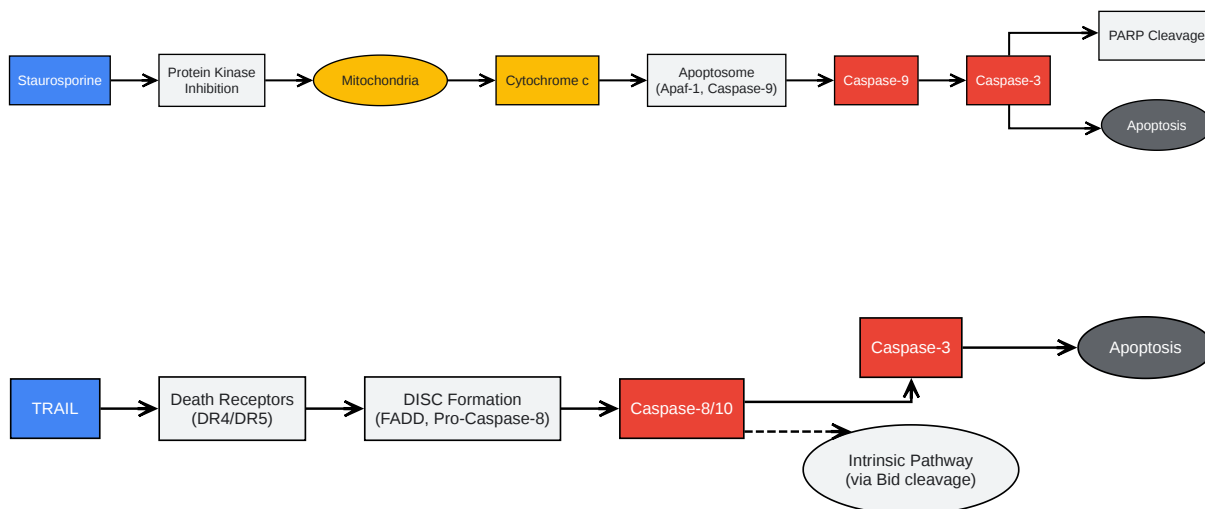 Staurosporine
Protein Kinase
Inhibition
Mitochondria
Cytochrome c
Apoptosome
(Apaf-1, Caspase-9)
Caspase-9
Caspase-3
PARP Cleavage
Apoptosis
TRAIL
Death Receptors
(DR4/DR5)
DISC Formation
(FADD, Pro-Caspase-8)
Caspase-8/10
Caspase-3
Apoptosis
Intrinsic Pathway
(via Bid cleavage)